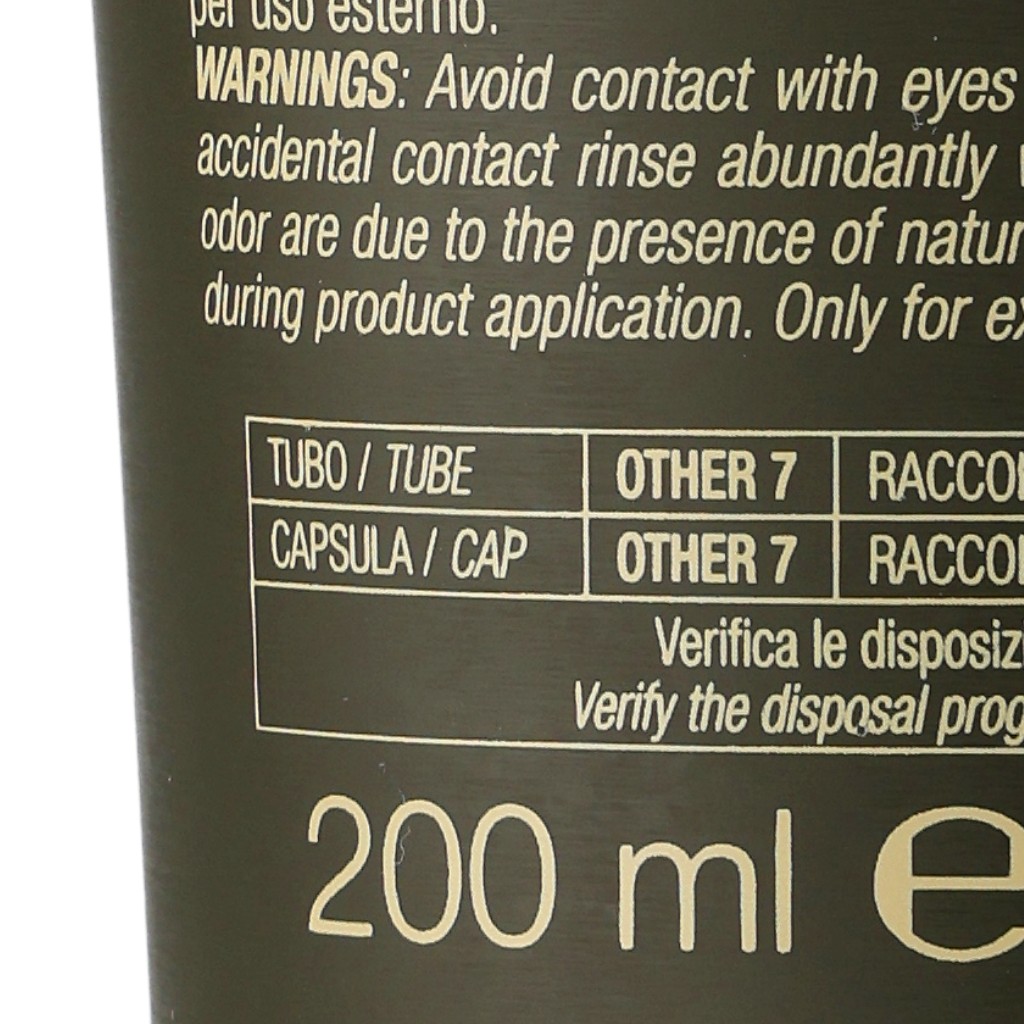 per uso esterno.
WARNINGS: Avoid contact with eyes
accidental contact rinse abundantly
odor are due to the presence of natur
during product application. Only for ex
TUBO / TUBE OTHER 7 RACCO
CAPSULA / CAP OTHER 7 RACCO
Verifica le disposiz
Verify the disposal prog
200 ml e